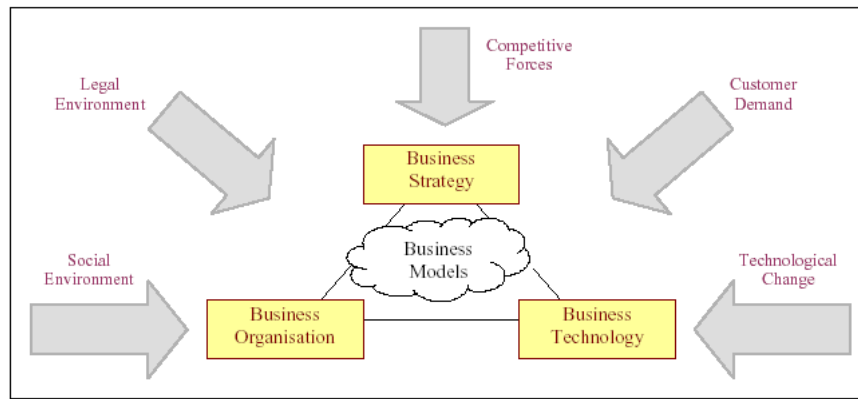 Competitive
Forces
Legal
Environment
Customer
Demand
Business
Strategy
Business
Models
Social
Environment
Technological
Change
Business
Organisation
Business
Technology